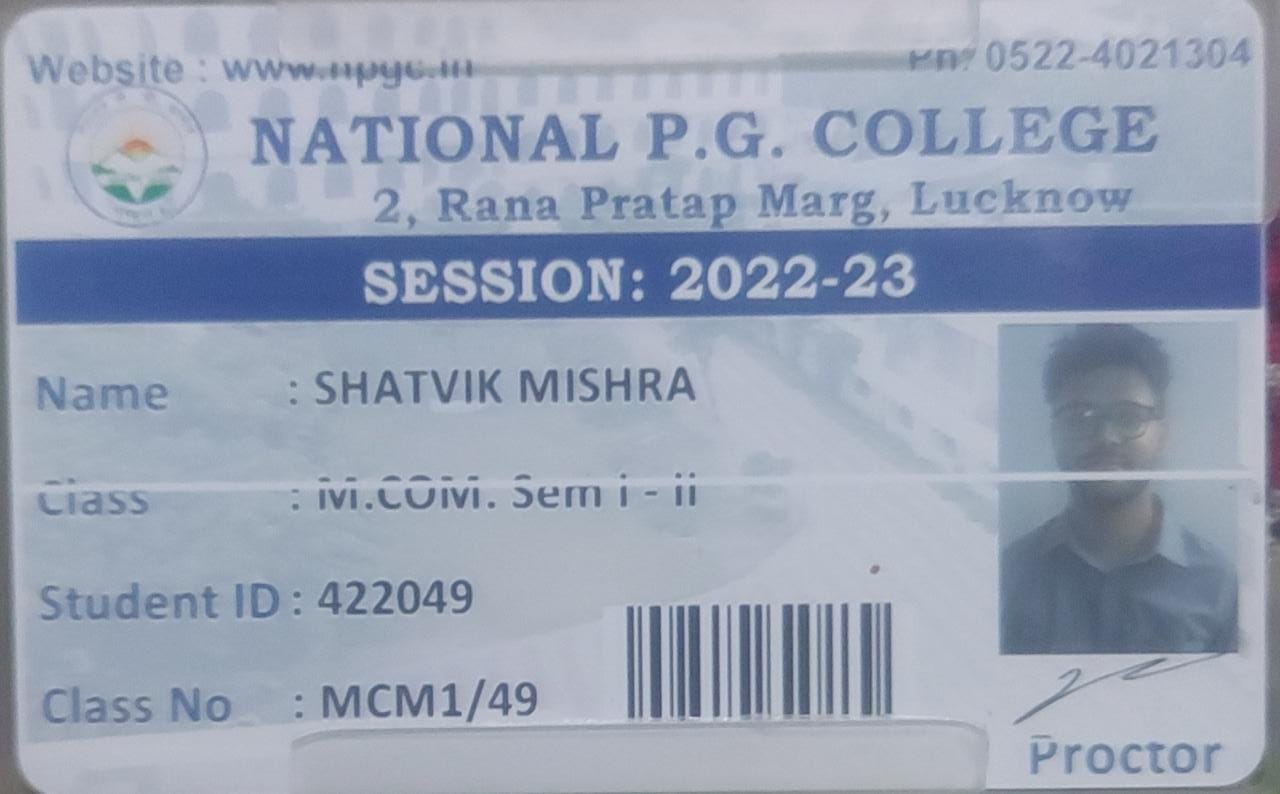 Website : www.npgc.in
Ph: 0522-4021304
NATIONAL P.G. COLLEGE
2, Rana Pratap Marg, Lucknow
SESSION: 2022-23
Name : SHATVIK MISHRA
Class : M.COM. Sem i - ii
Student ID : 422049
Class No : MCM1/49
Proctor